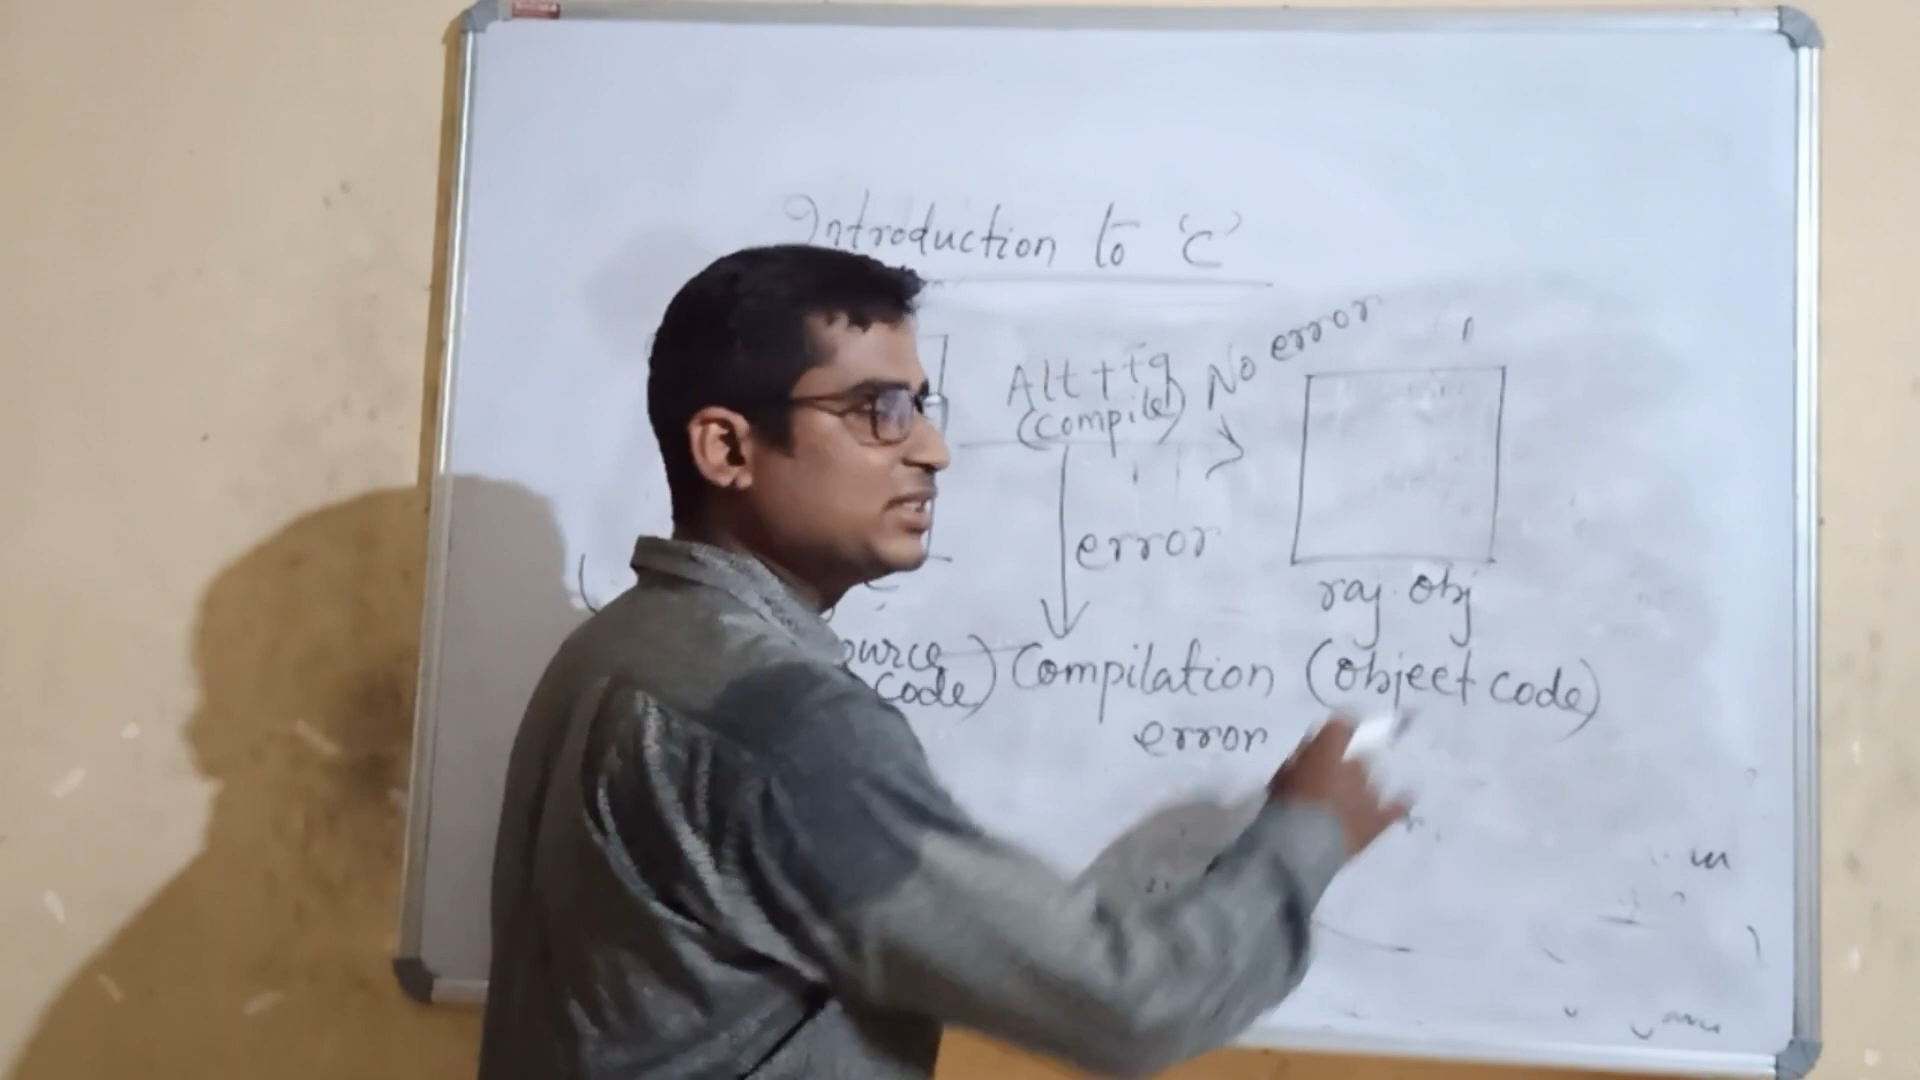 Introduction to 'C'
Alt+F9
(compile)
No error
error
raj.obj
code)
Compilation
error
(object code)